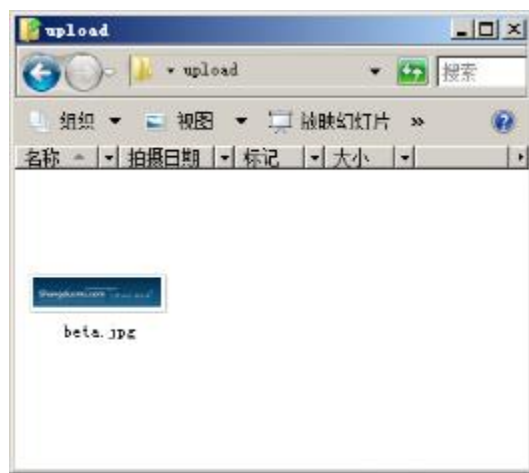 upload
upload
搜索
组织 视图 放映幻灯片 »
名称 拍摄日期 标记 大小
beta.jpg